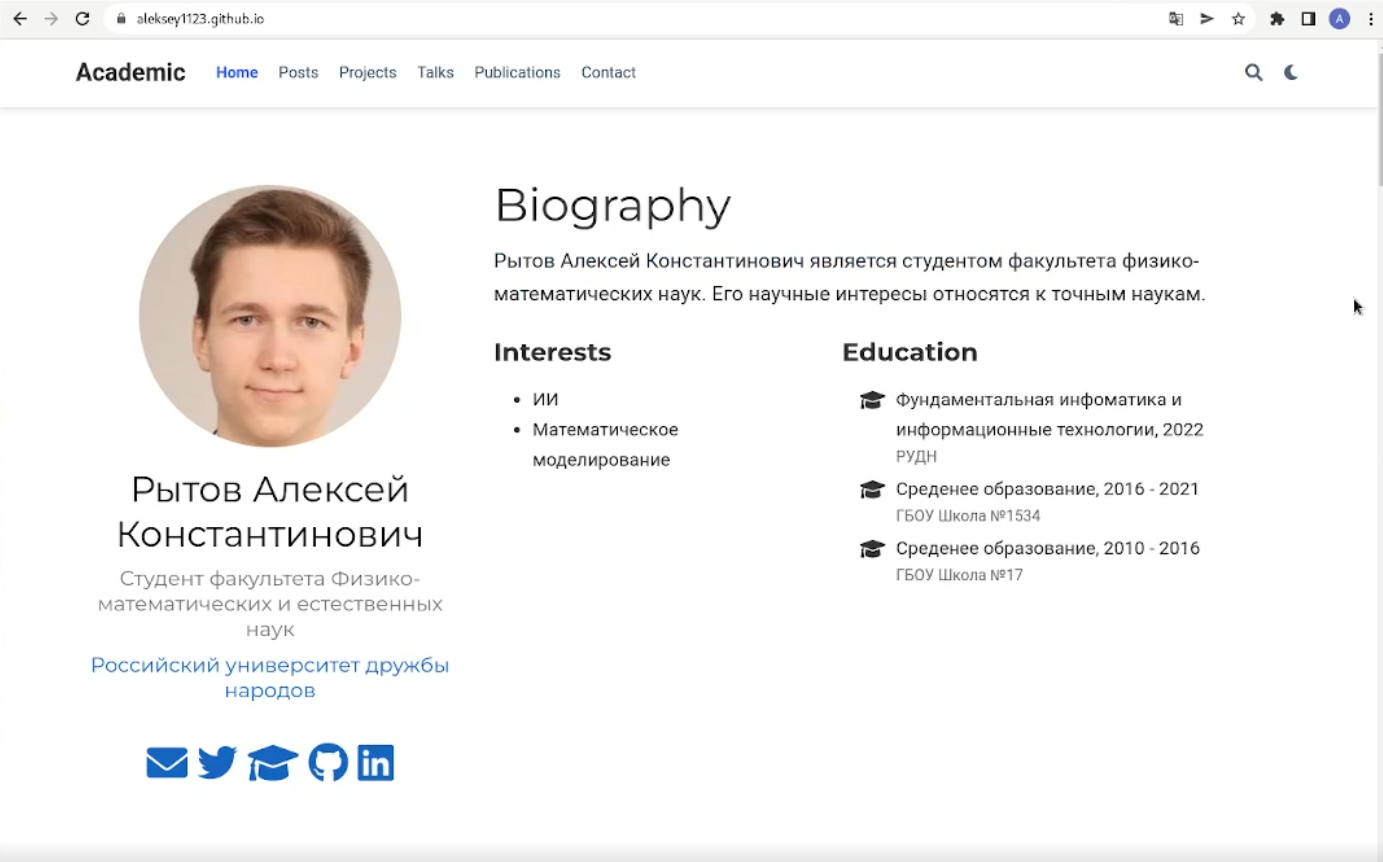 aleksey1123.github.io
A
Academic Home Posts Projects Talks Publications Contact
Biography
Рытов Алексей Константинович является студентом факультета физико-
математических наук. Его научные интересы относятся к точным наукам.
Interests
ИИ
Математическое
моделирование
Education
Фундаментальная инфоматика и
информационные технологии, 2022
РУДН
Среденее образование, 2016 - 2021
ГБОУ Школа №1534
Среденее образование, 2010 - 2016
ГБОУ Школа №17
Рытов Алексей
Константинович
Студент факультета Физико-
математических и естественных
наук
Российский университет дружбы
народов
in